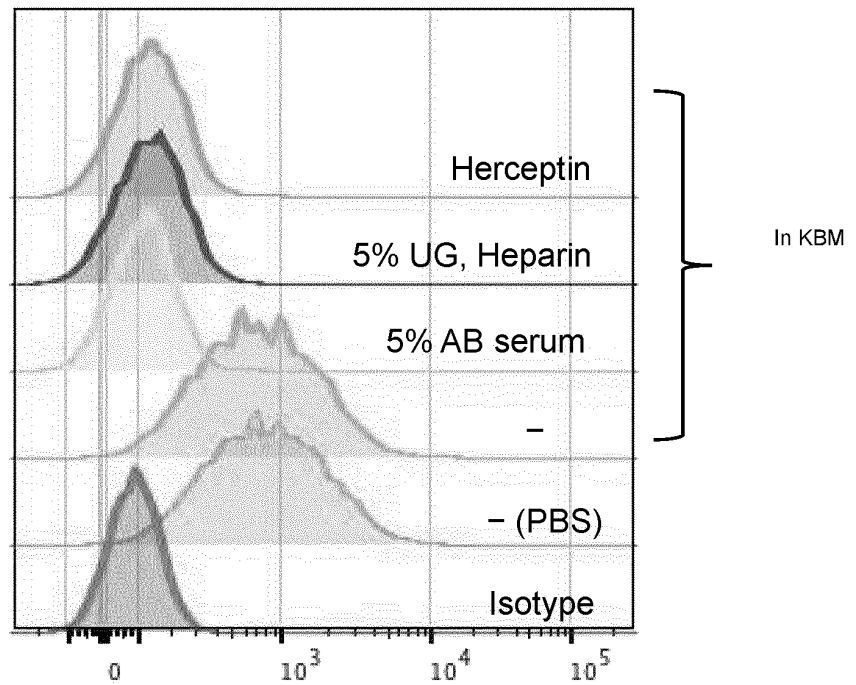 Herceptin
5% UG, Heparin
In KBM
5% AB serum
–
– (PBS)
Isotype
0 10³ 10⁴ 10⁵